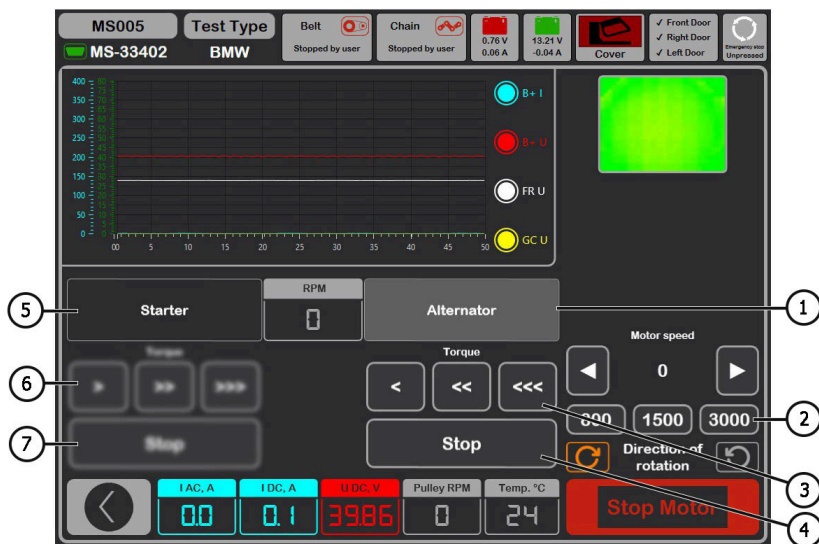 MS005
Test Type
MS-33402
BMW
Belt
Stopped by user
Chain
Stopped by user
0.76 V
0.06 A
13.21 V
-0.04 A
Cover
✓ Front Door
✓ Right Door
✓ Left Door
Emergency stop
Unpressed
400
350
300
250
200
150
100
50
0
00 5 10 15 20 25 30 35 40 45 50
B+ I
B+ U
FR U
GC U
5
Starter
RPM
0
Alternator
1
Motor speed
6
Torque
> >> >>>
Torque
< << <<<
◀ 0 ▶
800 1500 3000
2
7
Stop
Stop
Direction of
rotation
3
I AC, A
0.0
I DC, A
0.1
U DC, V
39.86
Pulley RPM
0
Temp. °C
24
Stop Motor
4